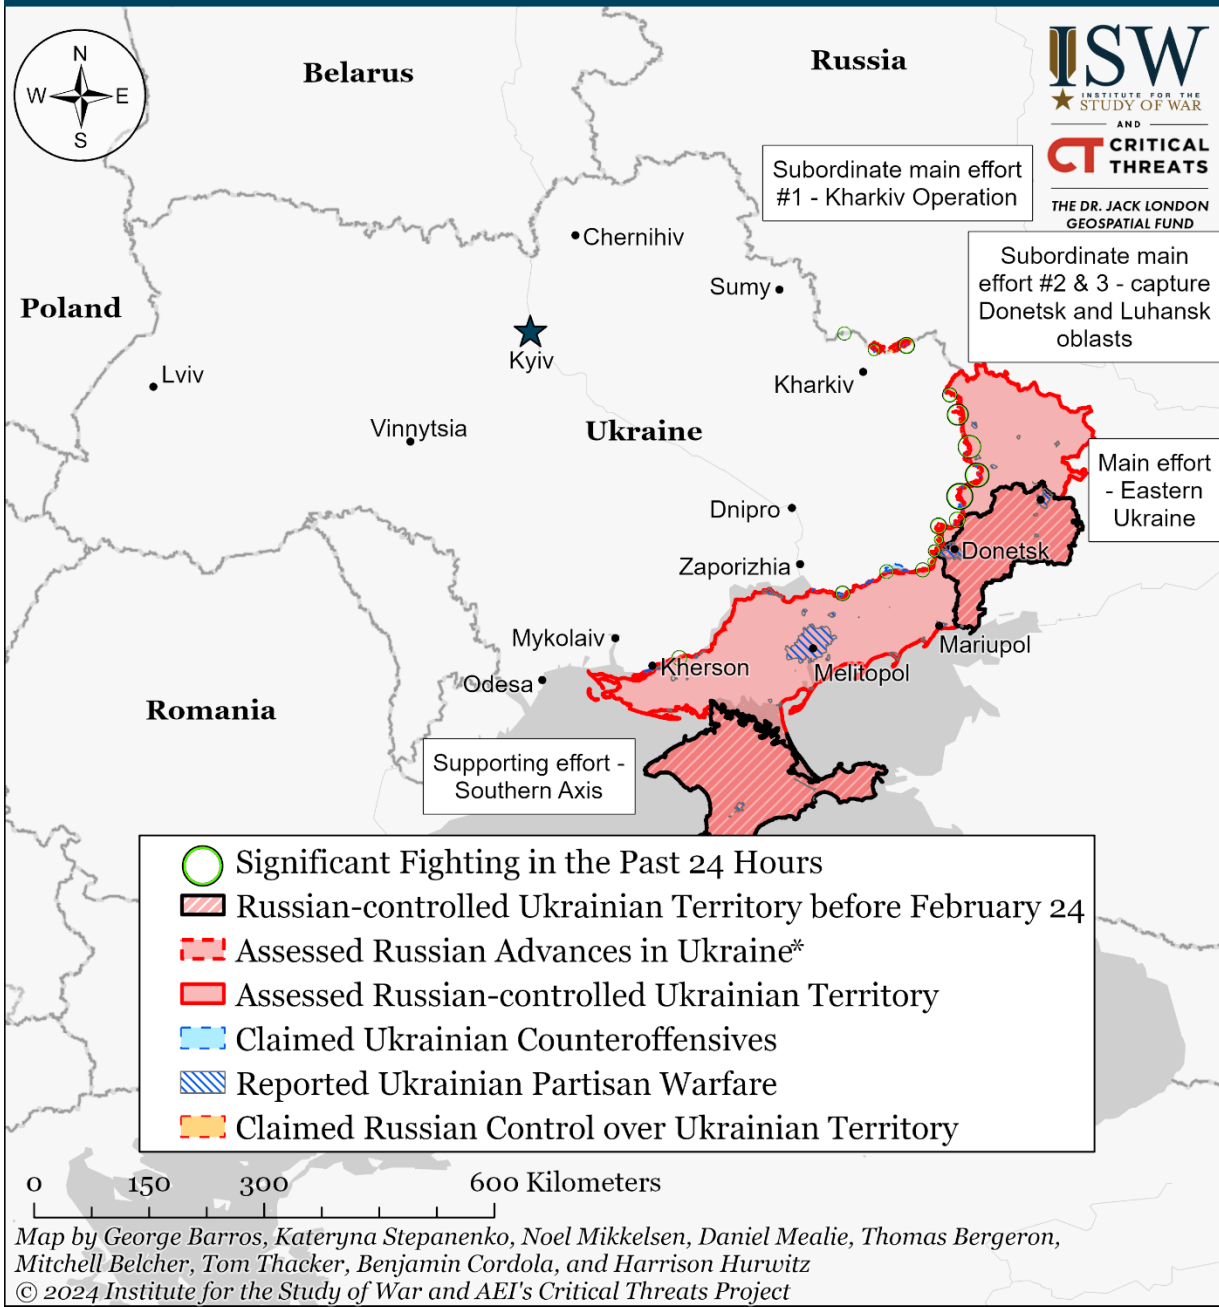 N
W
E
S
Belarus
Russia
ISW
INSTITUTE FOR THE
STUDY OF WAR
AND
CT CRITICAL
THREATS
THE DR. JACK LONDON
GEOSPATIAL FUND
Subordinate main effort
#1 - Kharkiv Operation
Subordinate main
effort #2 & 3 - capture
Donetsk and Luhansk
oblasts
Chernihiv
Sumy
Poland
Kyiv
Lviv
Kharkiv
Vinnytsia
Ukraine
Main effort
- Eastern
Ukraine
Dnipro
Donetsk
Zaporizhia
Mykolaiv
Mariupol
Kherson
Melitopol
Odesa
Romania
Supporting effort -
Southern Axis
Significant Fighting in the Past 24 Hours
Russian-controlled Ukrainian Territory before February 24
Assessed Russian Advances in Ukraine*
Assessed Russian-controlled Ukrainian Territory
Claimed Ukrainian Counteroffensives
Reported Ukrainian Partisan Warfare
Claimed Russian Control over Ukrainian Territory
0 150 300 600 Kilometers
Map by George Barros, Kateryna Stepanenko, Noel Mikkelsen, Daniel Mealie, Thomas Bergeron,
Mitchell Belcher, Tom Thacker, Benjamin Cordola, and Harrison Hurwitz
© 2024 Institute for the Study of War and AEI's Critical Threats Project